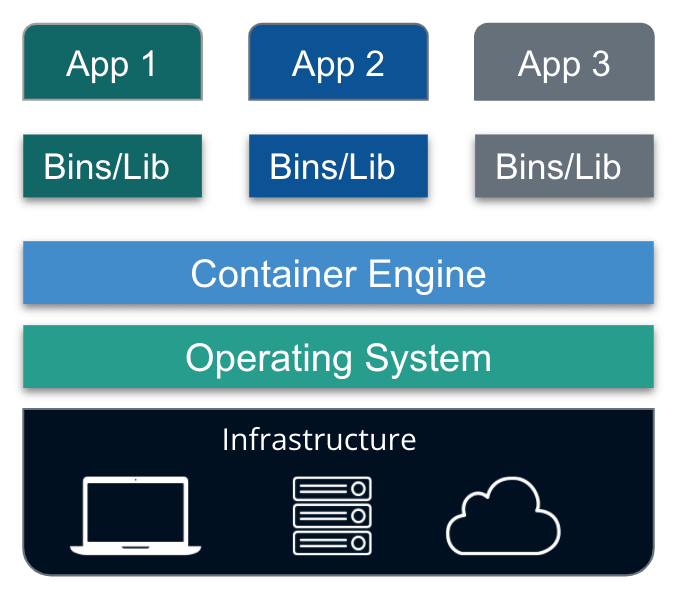 App 1
App 2
App 3
Bins/Lib
Bins/Lib
Bins/Lib
Container Engine
Operating System
Infrastructure